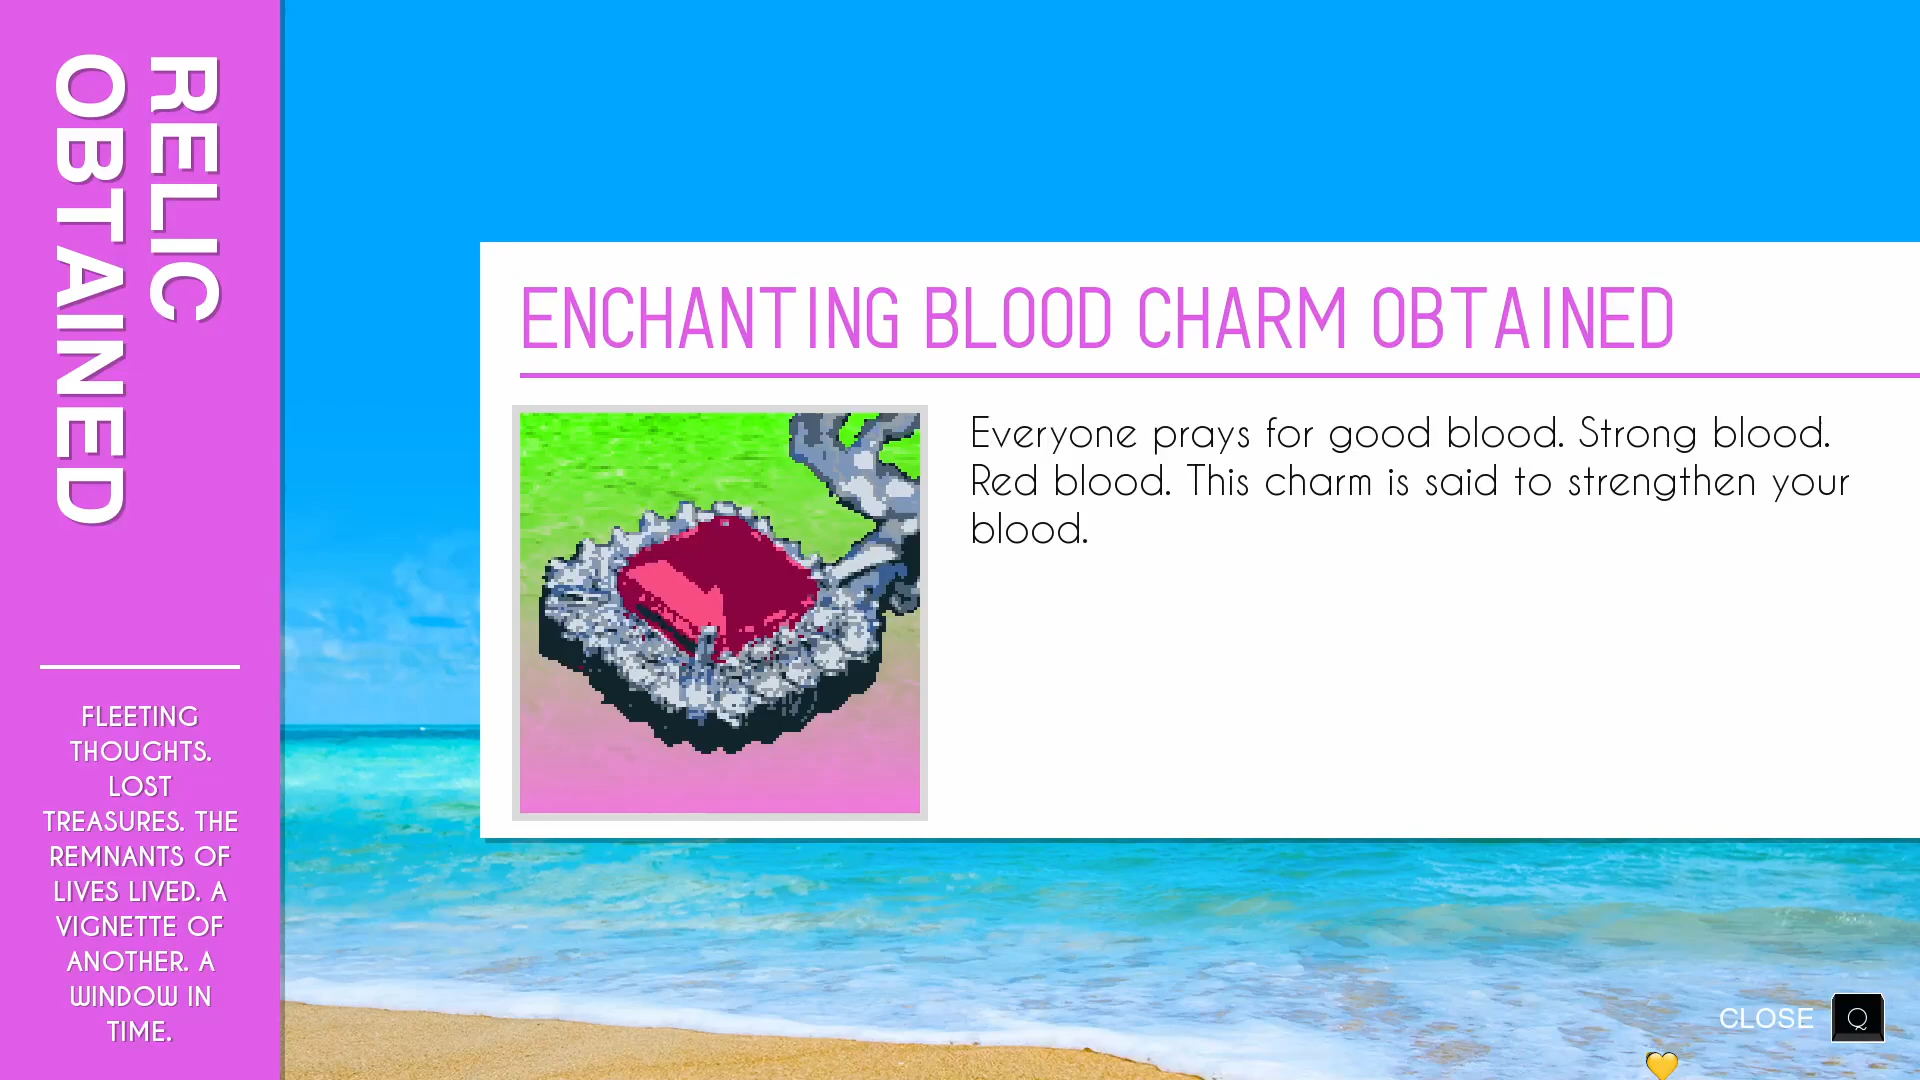 RELIC
OBTAINED
FLEETING
THOUGHTS.
LOST
TREASURES. THE
REMNANTS OF
LIVES LIVED. A
VIGNETTE OF
ANOTHER. A
WINDOW IN
TIME.
ENCHANTING BLOOD CHARM OBTAINED
Everyone prays for good blood. Strong blood.
Red blood. This charm is said to strengthen your
blood.
CLOSE Q